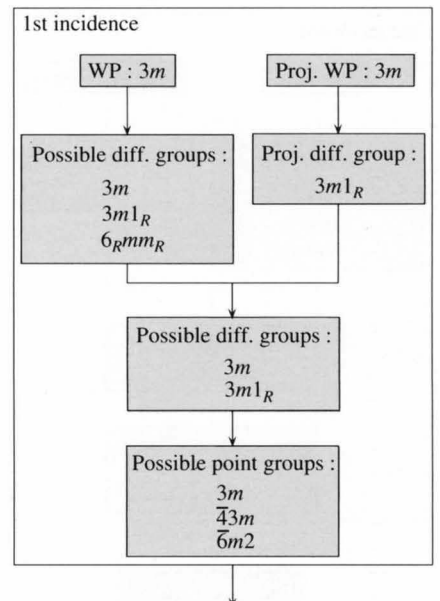 1st incidence
WP : 3m
Proj. WP : 3m
Possible diff. groups :
3m
3m1_R
6_Rmm_R
Proj. diff. group :
3m1_R
Possible diff. groups :
3m
3m1_R
Possible point groups :
3m
4̅3m
6̅m2